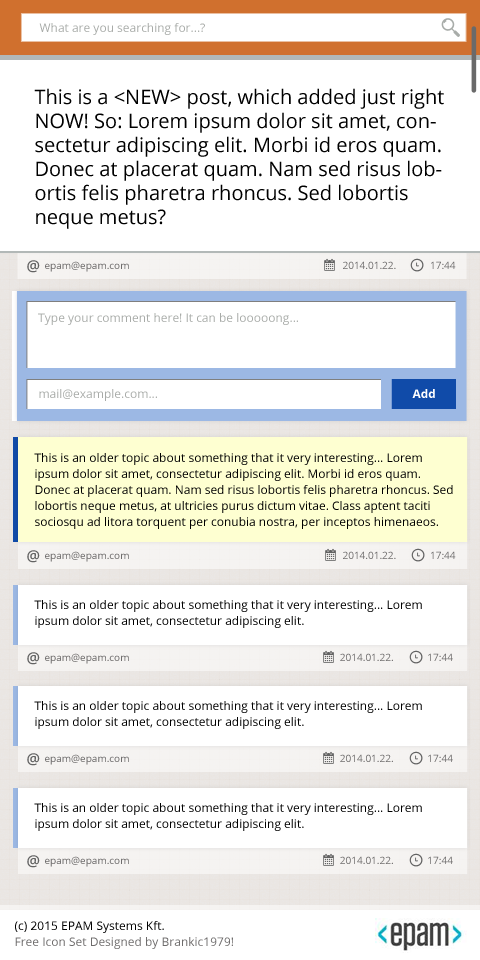 What are you searching for...?
This is a <NEW> post, which added just right
NOW! So: Lorem ipsum dolor sit amet, con-
sectetur adipiscing elit. Morbi id eros quam.
Donec at placerat quam. Nam sed risus lob-
ortis felis pharetra rhoncus. Sed lobortis
neque metus?
@ epam@epam.com 2014.01.22. 17:44
Type your comment here! It can be looooong...
mail@example.com... Add
This is an older topic about something that it very interesting... Lorem
ipsum dolor sit amet, consectetur adipiscing elit. Morbi id eros quam.
Donec at placerat quam. Nam sed risus lobortis felis pharetra rhoncus. Sed
lobortis neque metus, at ultricies purus dictum vitae. Class aptent taciti
sociosqu ad litora torquent per conubia nostra, per inceptos himenaeos.
@ epam@epam.com 2014.01.22. 17:44
This is an older topic about something that it very interesting... Lorem
ipsum dolor sit amet, consectetur adipiscing elit.
@ epam@epam.com 2014.01.22. 17:44
This is an older topic about something that it very interesting... Lorem
ipsum dolor sit amet, consectetur adipiscing elit.
@ epam@epam.com 2014.01.22. 17:44
This is an older topic about something that it very interesting... Lorem
ipsum dolor sit amet, consectetur adipiscing elit.
@ epam@epam.com 2014.01.22. 17:44
(c) 2015 EPAM Systems Kft.
Free Icon Set Designed by Brankic1979!
<epam>